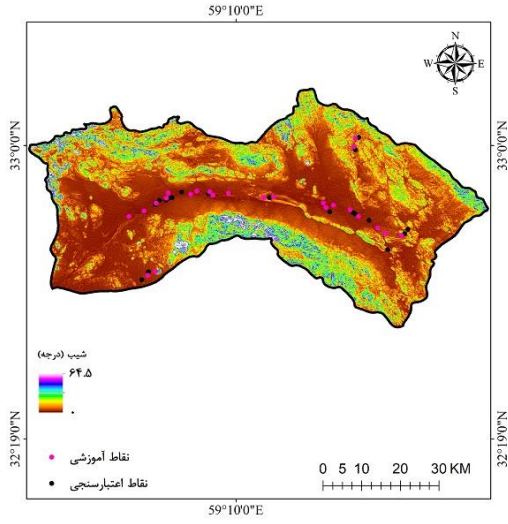 59°10'0"E
N
W E
S
33°0'0"N
33°0'0"N
شیب (درجه)
۶۴.۵
۰
32°19'0"N
32°19'0"N
نقاط آموزشی
نقاط اعتبارسنجی
0 5 10 20 30 KM
59°10'0"E